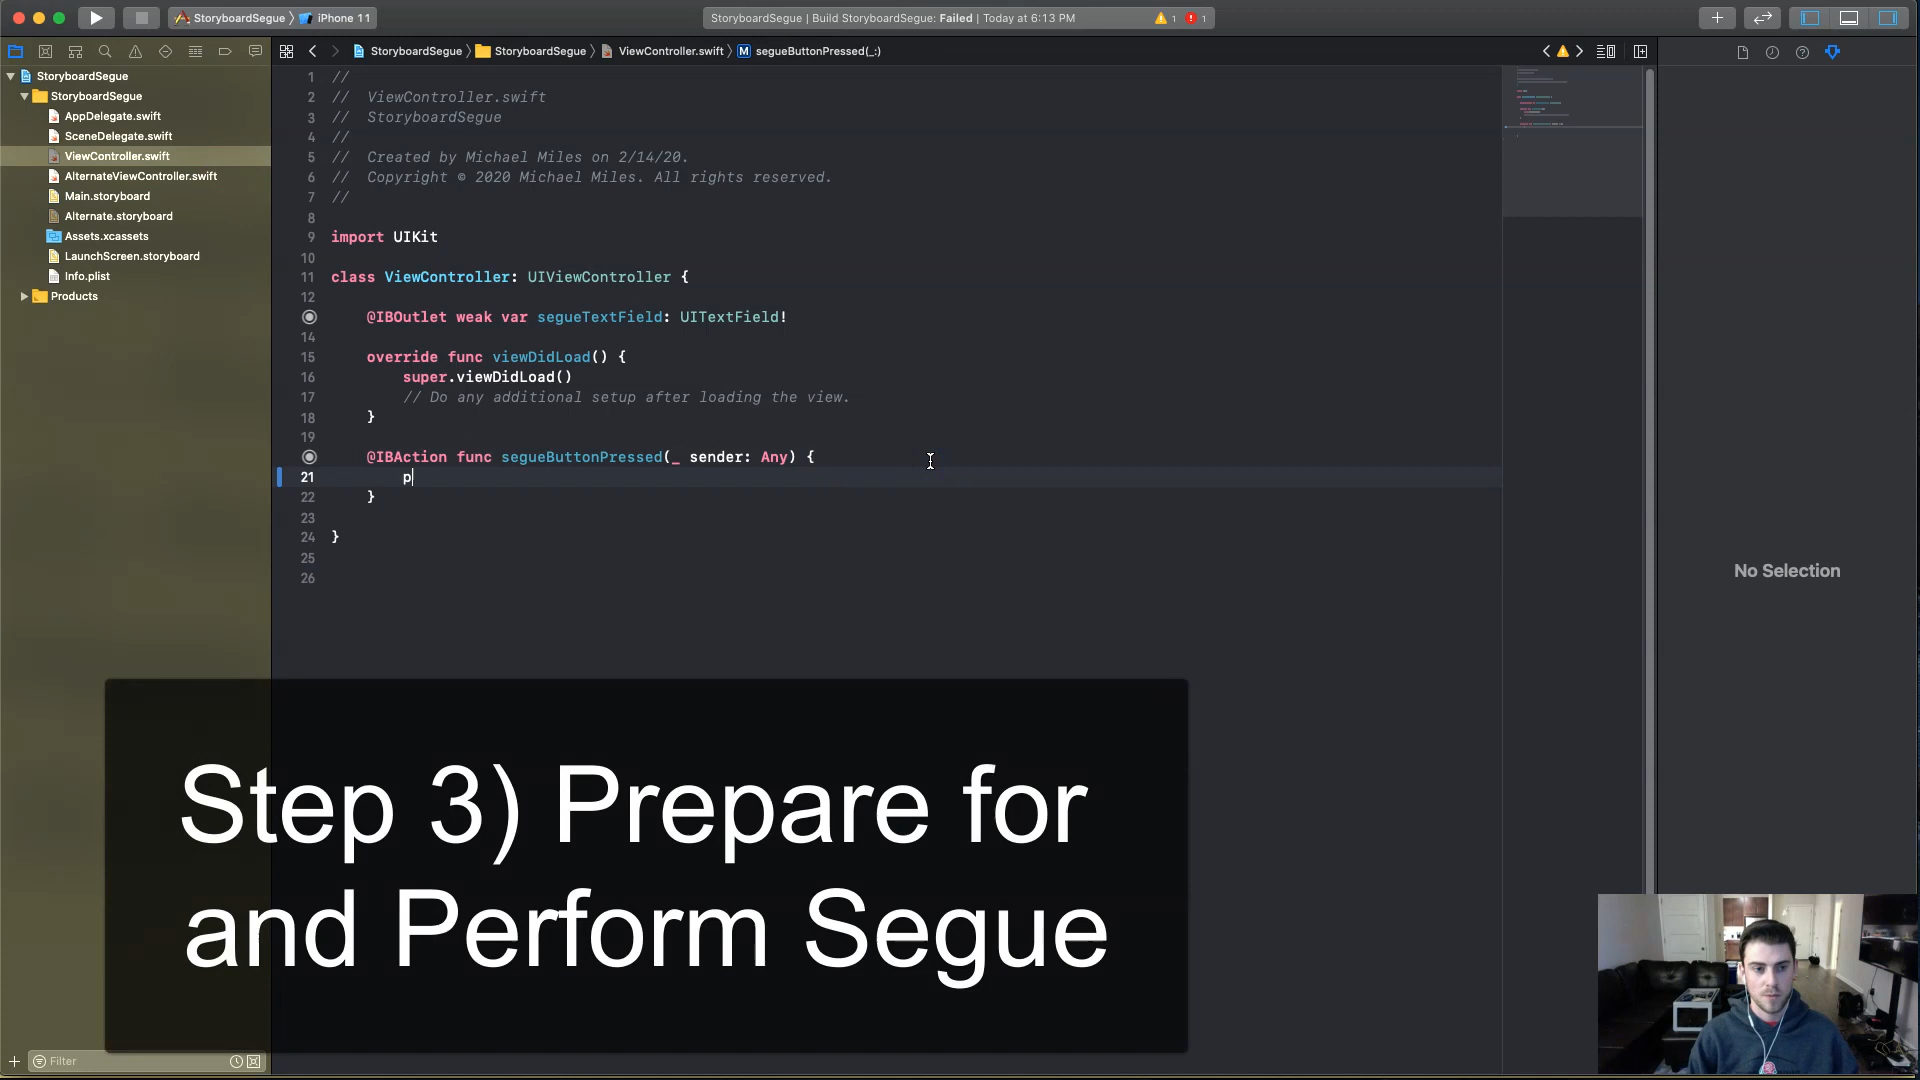 StoryboardSegue
iPhone 11
StoryboardSegue | Build StoryboardSegue: Failed | Today at 6:13 PM
1
1
StoryboardSegue
StoryboardSegue
ViewController.swift
M
segueButtonPressed(_:)
StoryboardSegue
StoryboardSegue
AppDelegate.swift
SceneDelegate.swift
ViewController.swift
AlternateViewController.swift
Main.storyboard
Alternate.storyboard
Assets.xcassets
LaunchScreen.storyboard
Info.plist
Products
1 //
2 //  ViewController.swift
3 //  StoryboardSegue
4 //
5 //  Created by Michael Miles on 2/14/20.
6 //  Copyright © 2020 Michael Miles. All rights reserved.
7 //
8
9 import UIKit
10
11 class ViewController: UIViewController {
12
@IBOutlet weak var segueTextField: UITextField!
14
15 override func viewDidLoad() {
16 super.viewDidLoad()
17 // Do any additional setup after loading the view.
18 }
19
@IBAction func segueButtonPressed(_ sender: Any) {
21 p
22 }
23
24 }
25
26
No Selection
Step 3) Prepare for
and Perform Segue
Filter